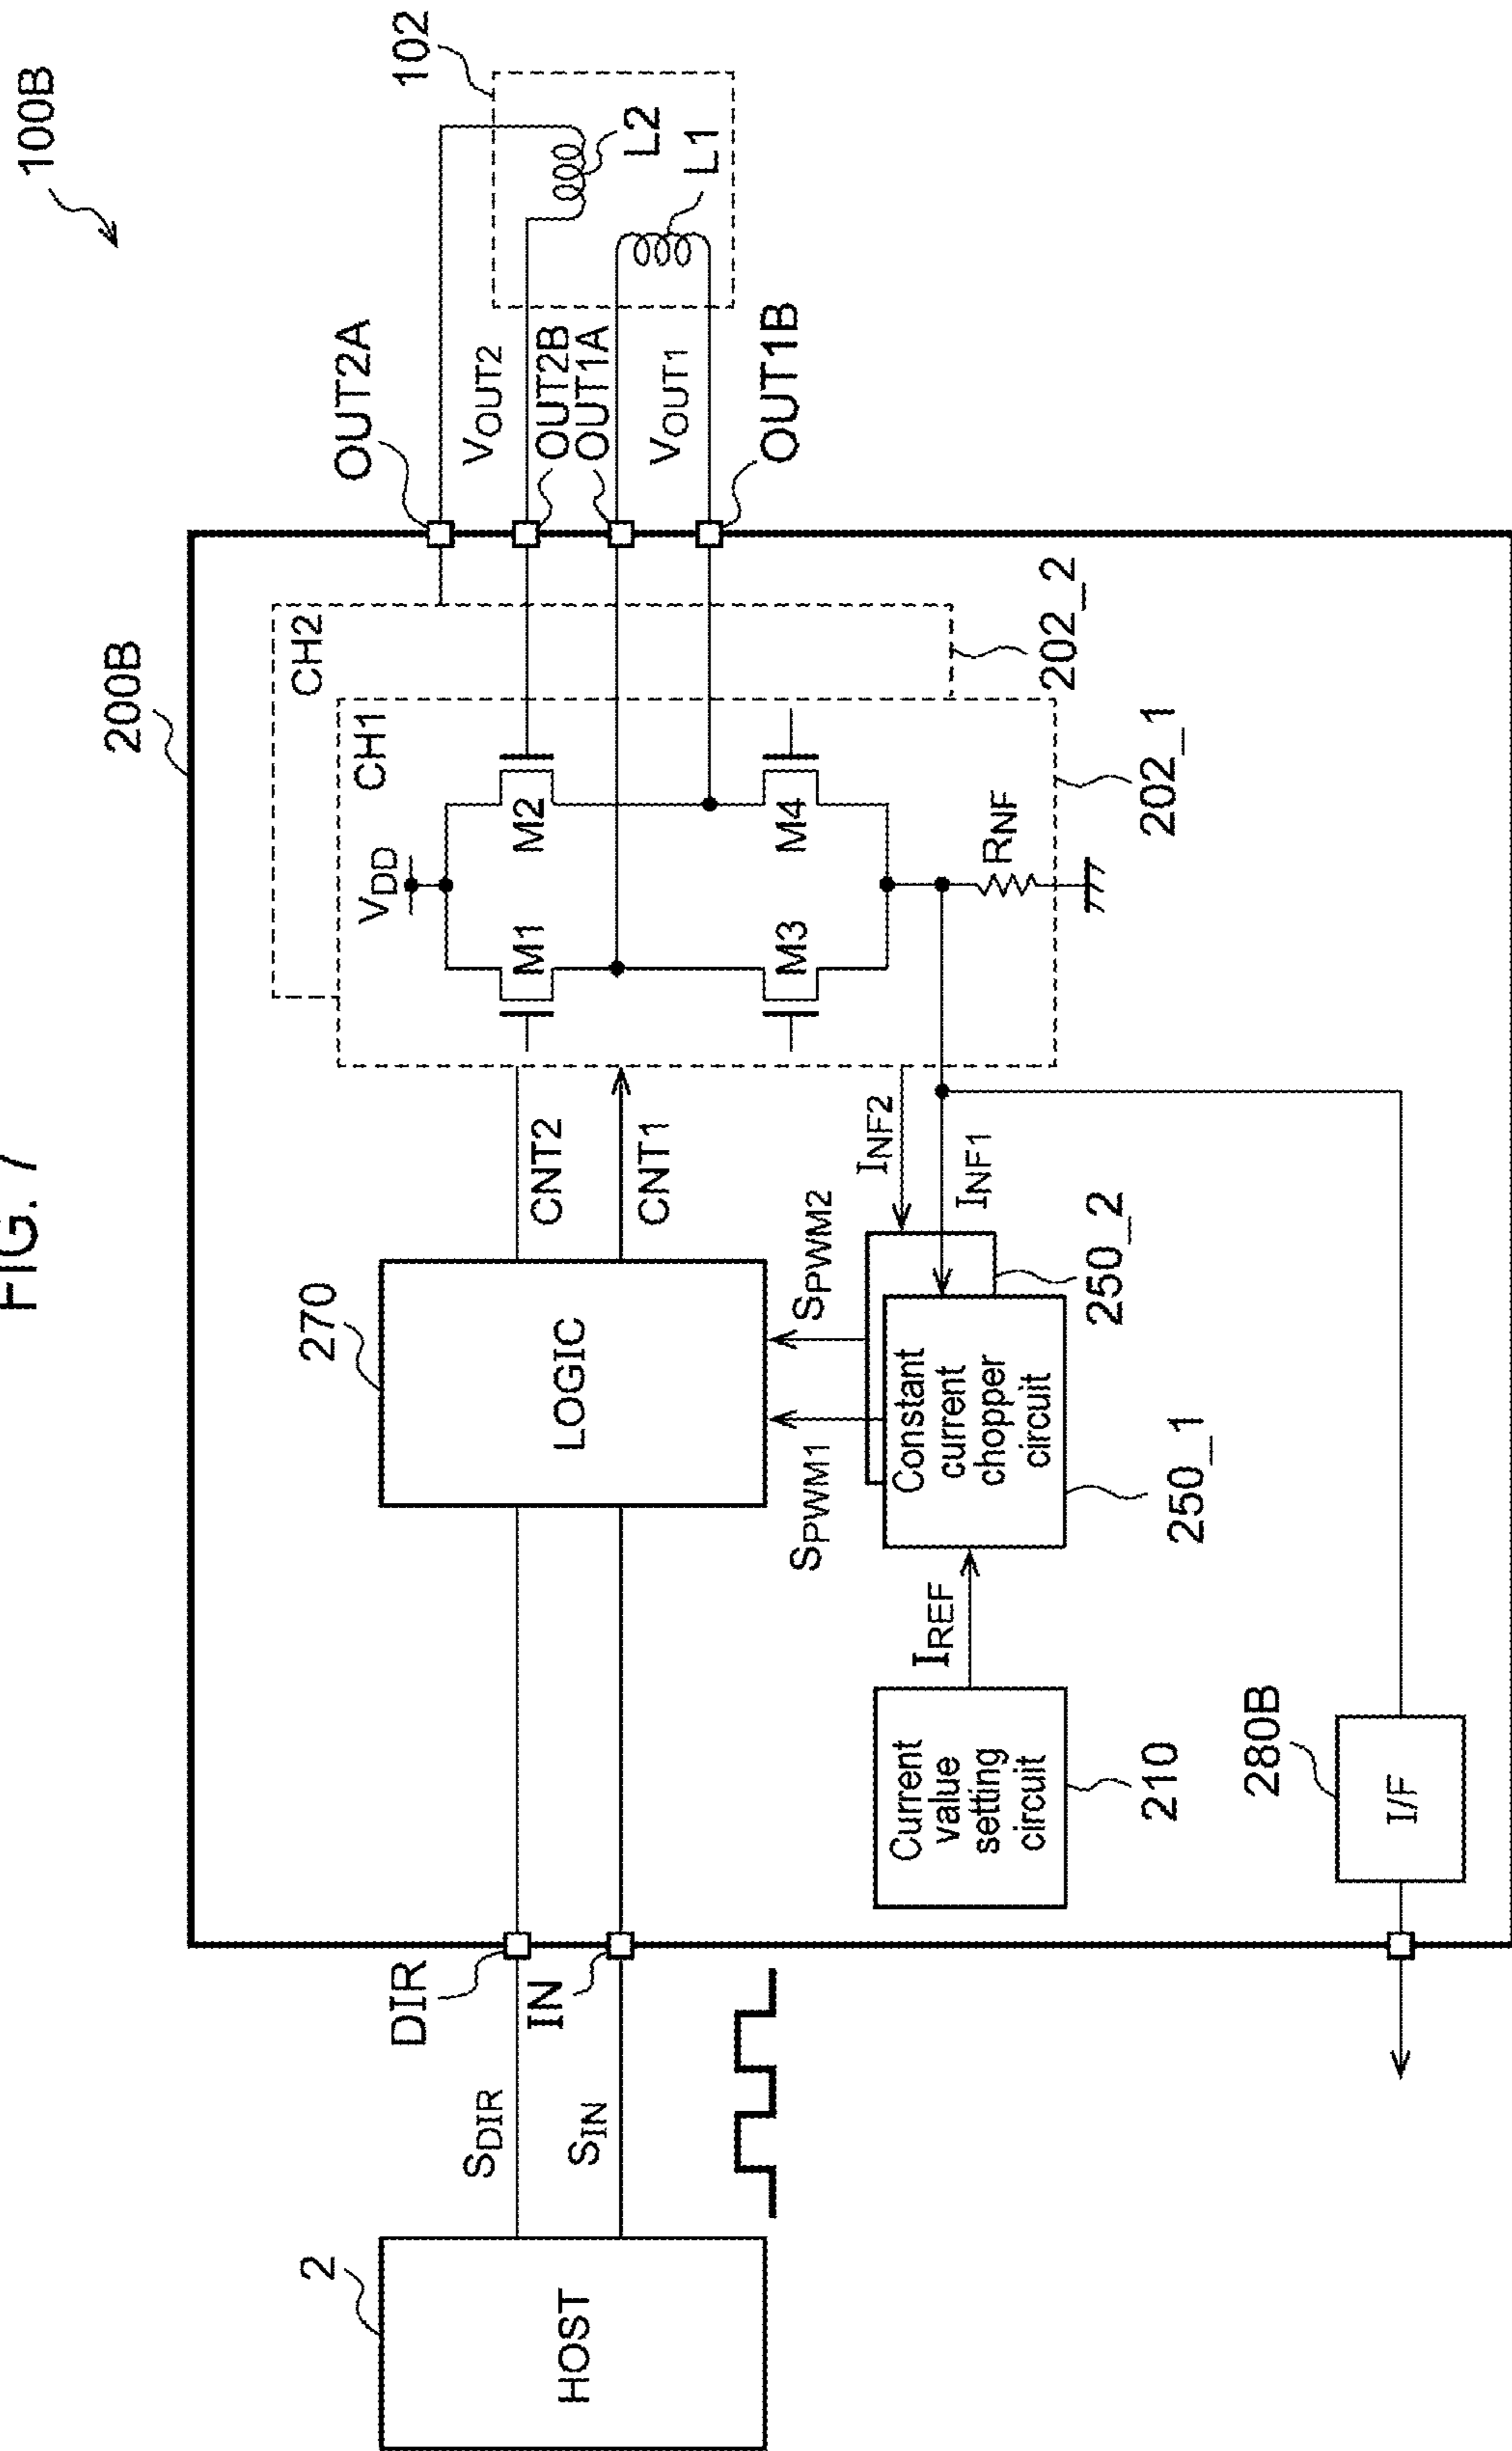 FIG. 7
100B
200B
2
HOST
SDIR
SIN
DIR
IN
270
LOGIC
CNT2
CNT1
SPWM1
SPWM2
Current
value
setting
circuit
210
IREF
Constant
current
chopper
circuit
250_1
250_2
INF2
INF1
280B
I/F
CH2
CH1
VDD
M1
M2
M3
M4
RNF
202_1
202_2
OUT2A
VOUT2
OUT2B
OUT1A
VOUT1
OUT1B
102
L2
L1